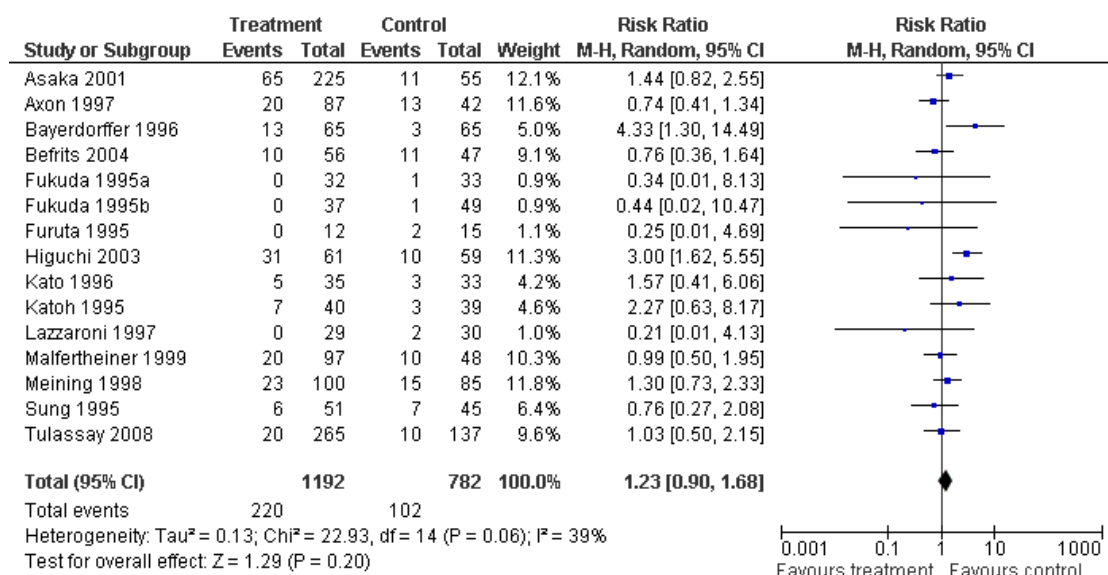 Treatment Control Risk Ratio Risk Ratio
Study or Subgroup Events Total Events Total Weight M-H, Random, 95% CI M-H, Random, 95% CI
Asaka 2001 65 225 11 55 12.1% 1.44 [0.82, 2.55]
Axon 1997 20 87 13 42 11.6% 0.74 [0.41, 1.34]
Bayerdorffer 1996 13 65 3 65 5.0% 4.33 [1.30, 14.49]
Befrits 2004 10 56 11 47 9.1% 0.76 [0.36, 1.64]
Fukuda 1995a 0 32 1 33 0.9% 0.34 [0.01, 8.13]
Fukuda 1995b 0 37 1 49 0.9% 0.44 [0.02, 10.47]
Furuta 1995 0 12 2 15 1.1% 0.25 [0.01, 4.69]
Higuchi 2003 31 61 10 59 11.3% 3.00 [1.62, 5.55]
Kato 1996 5 35 3 33 4.2% 1.57 [0.41, 6.06]
Katoh 1995 7 40 3 39 4.6% 2.27 [0.63, 8.17]
Lazzaroni 1997 0 29 2 30 1.0% 0.21 [0.01, 4.13]
Malfertheiner 1999 20 97 10 48 10.3% 0.99 [0.50, 1.95]
Meining 1998 23 100 15 85 11.8% 1.30 [0.73, 2.33]
Sung 1995 6 51 7 45 6.4% 0.76 [0.27, 2.08]
Tulassay 2008 20 265 10 137 9.6% 1.03 [0.50, 2.15]
Total (95% CI) 1192 782 100.0% 1.23 [0.90, 1.68]
Total events 220 102
Heterogeneity: Tau² = 0.13; Chi² = 22.93, df = 14 (P = 0.06); I² = 39%
Test for overall effect: Z = 1.29 (P = 0.20)
0.001 0.1 1 10 1000
Favours treatment Favours control